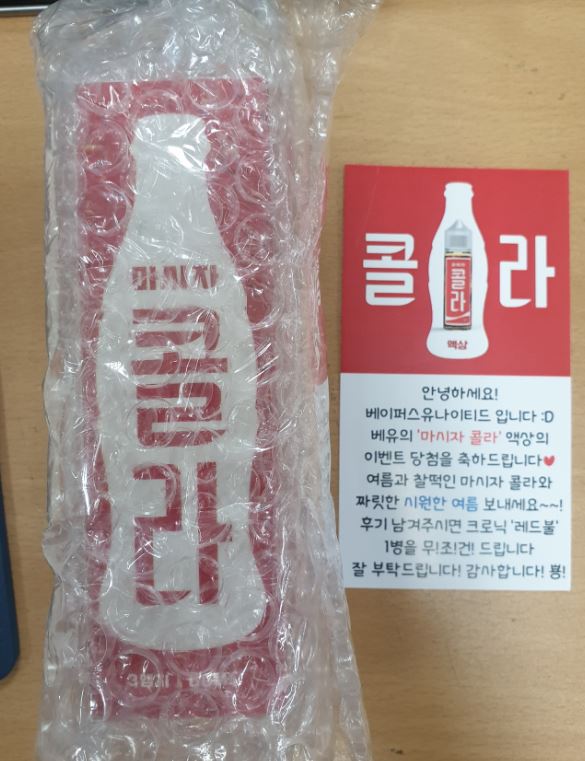 마시자
콜라
콜라
마시자
콜라
액상
안녕하세요!
베이퍼스유나이티드 입니다 :D
베유의 '마시자 콜라' 액상의
이벤트 당첨을 축하드립니다♥
여름과 찰떡인 마시자 콜라와
짜릿한 시원한 여름 보내세요~~!
후기 남겨주시면 크로닉 '레드불'
1병을 무!조!건! 드립니다
잘 부탁드립니다! 감사합니다! 뿅!